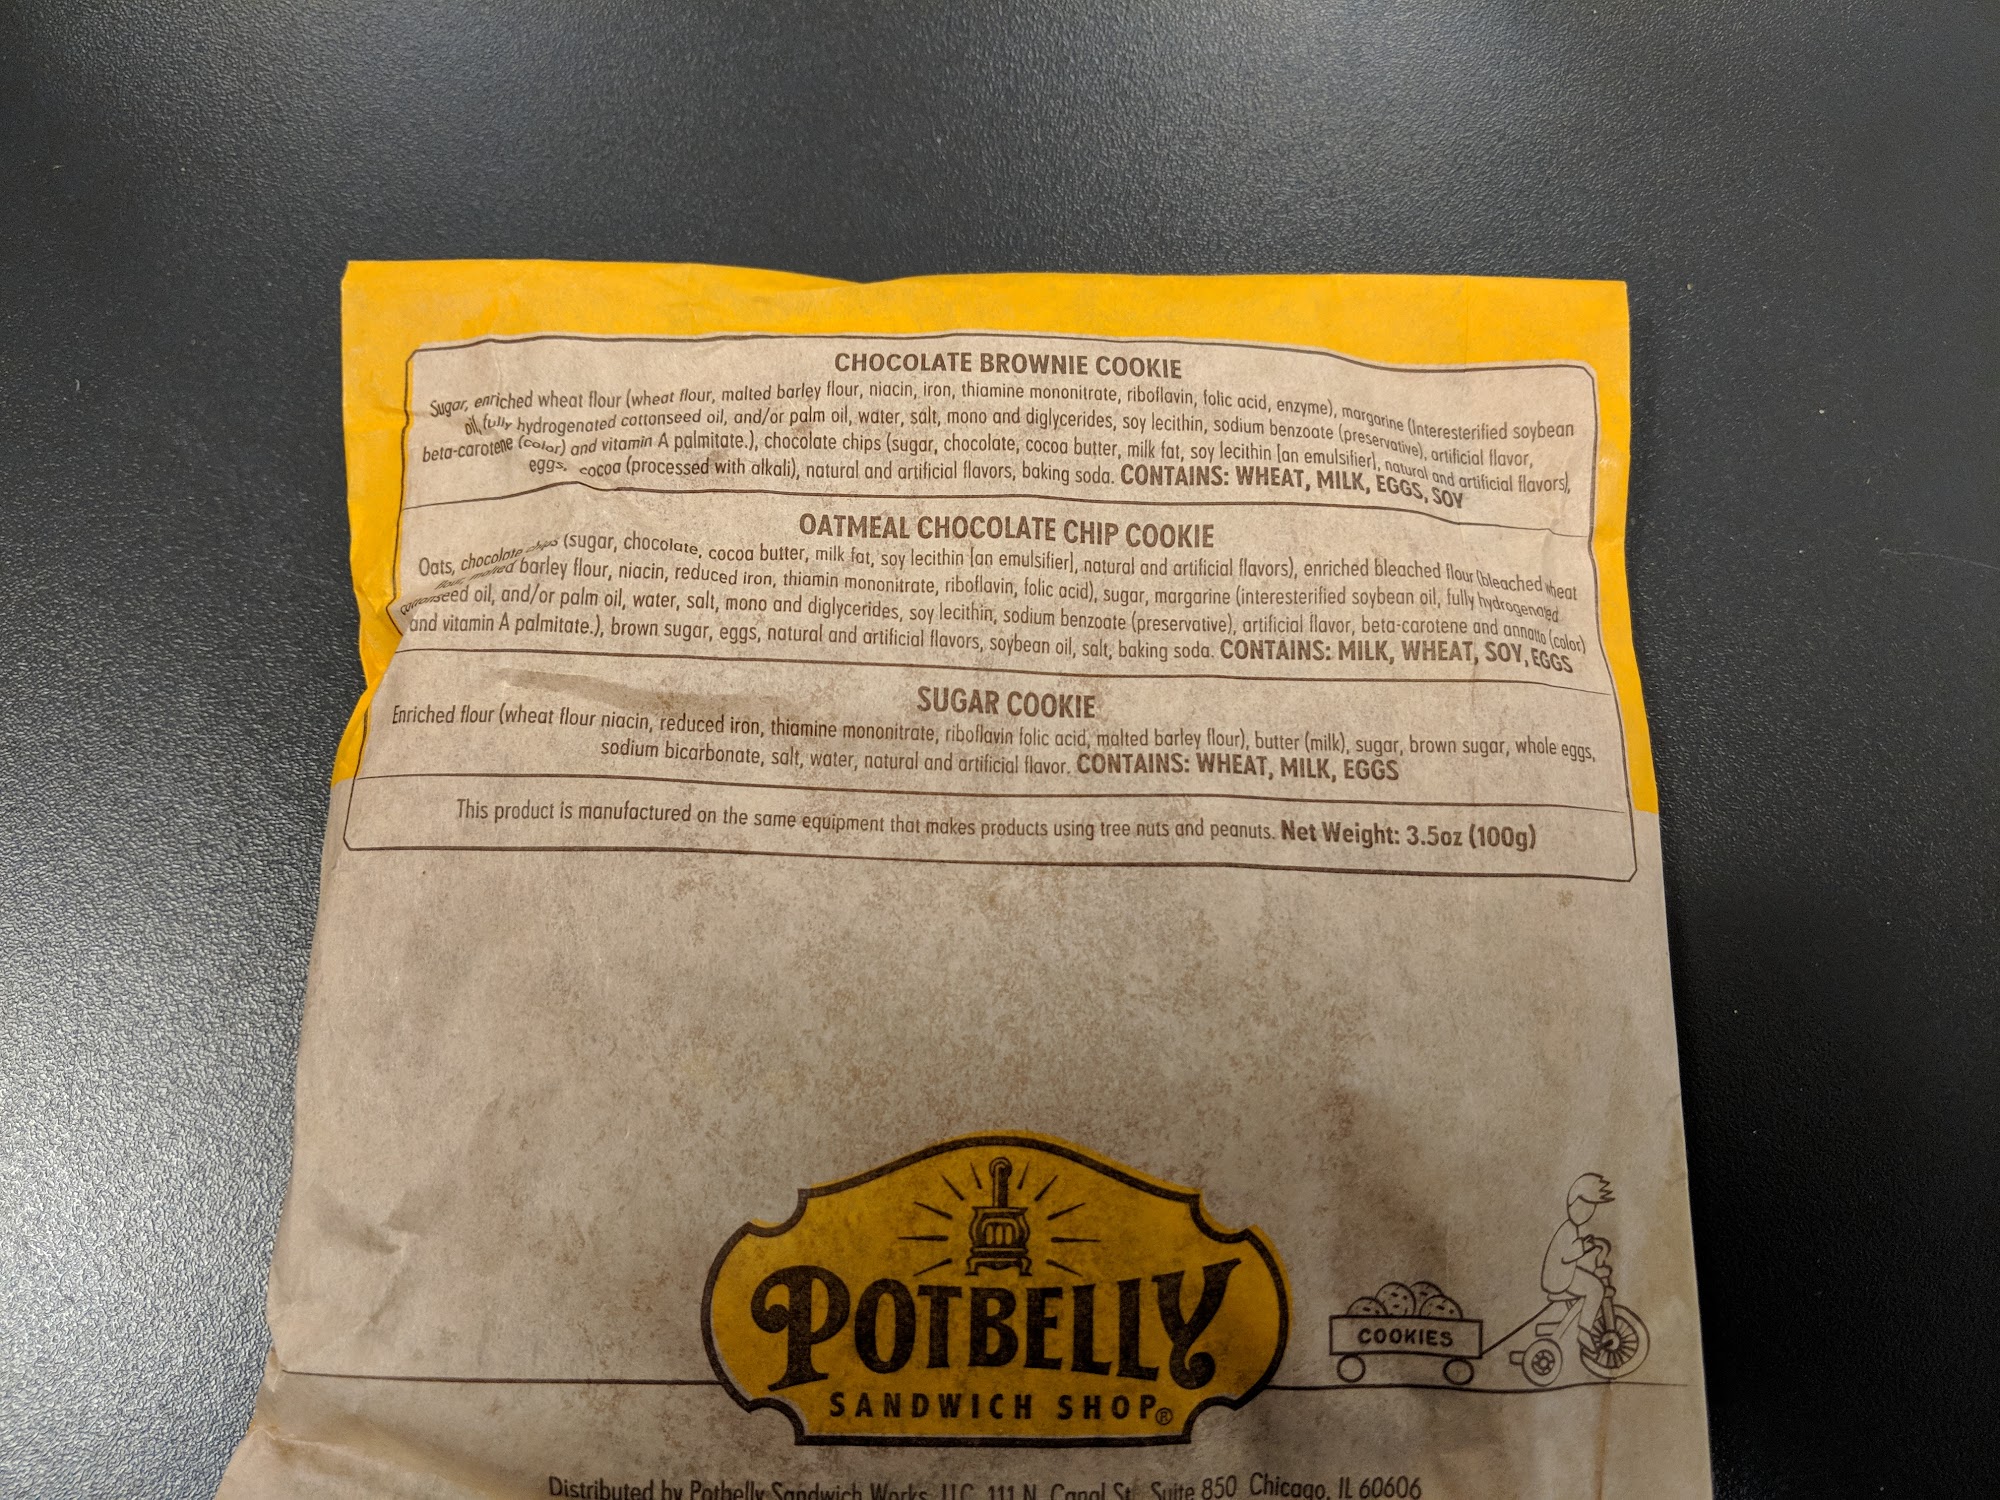 CHOCOLATE BROWNIE COOKIE
Sugar, enriched wheat flour (wheat flour, malted barley flour, niacin, iron, thiamine mononitrate, riboflavin, folic acid, enzyme), margarine (Interesterified soybean
oil, fully hydrogenated cottonseed oil, and/or palm oil, water, salt, mono and diglycerides, soy lecithin, sodium benzoate (preservative), artificial flavor,
beta-carotene (color) and vitamin A palmitate.), chocolate chips (sugar, chocolate, cocoa butter, milk fat, soy lecithin [an emulsifier], natural and artificial flavors),
eggs, cocoa (processed with alkali), natural and artificial flavors, baking soda. CONTAINS: WHEAT, MILK, EGGS, SOY
OATMEAL CHOCOLATE CHIP COOKIE
Oats, chocolate chips (sugar, chocolate, cocoa butter, milk fat, soy lecithin [an emulsifier], natural and artificial flavors), enriched bleached flour (bleached wheat
flour, malted barley flour, niacin, reduced iron, thiamin mononitrate, riboflavin, folic acid), sugar, margarine (interesterified soybean oil, fully hydrogenated
cottonseed oil, and/or palm oil, water, salt, mono and diglycerides, soy lecithin, sodium benzoate (preservative), artificial flavor, beta-carotene and annatto (color)
and vitamin A palmitate.), brown sugar, eggs, natural and artificial flavors, soybean oil, salt, baking soda. CONTAINS: MILK, WHEAT, SOY, EGGS
SUGAR COOKIE
Enriched flour (wheat flour niacin, reduced iron, thiamine mononitrate, riboflavin folic acid, malted barley flour), butter (milk), sugar, brown sugar, whole eggs,
sodium bicarbonate, salt, water, natural and artificial flavor. CONTAINS: WHEAT, MILK, EGGS
This product is manufactured on the same equipment that makes products using tree nuts and peanuts. Net Weight: 3.5oz (100g)
POTBELLY
SANDWICH SHOP®
COOKIES
Distributed by Potbelly Sandwich Works, LLC 111 N. Canal St. Suite 850 Chicago, IL 60606